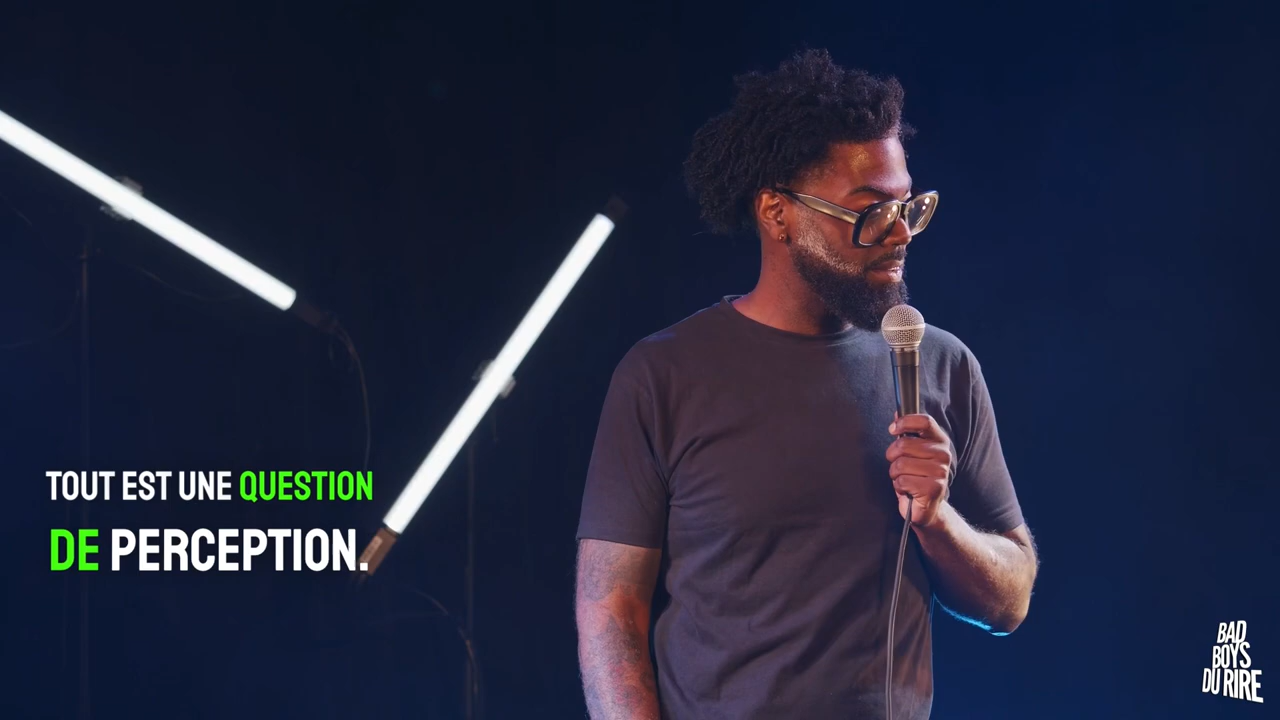 TOUT EST UNE QUESTION
DE PERCEPTION.
BAD
BOYS
DU RIRE